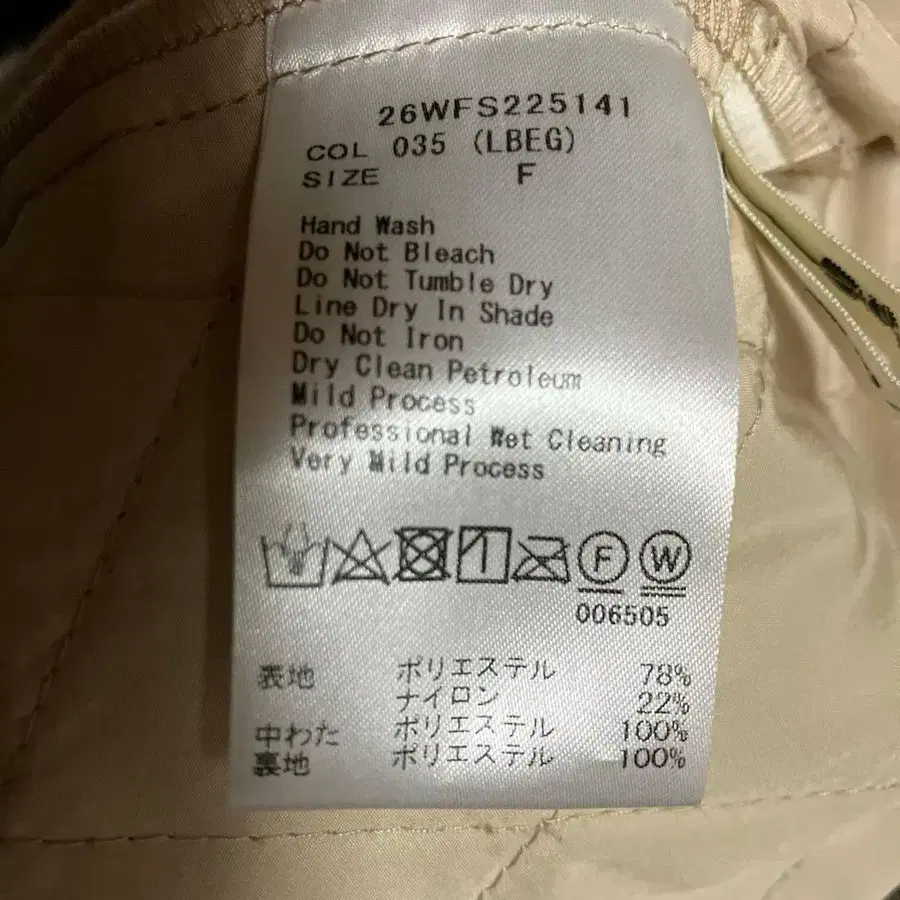 26WFS225141
COL 035 (LBEG)
SIZE F
Hand Wash
Do Not Bleach
Do Not Tumble Dry
Line Dry In Shade
Do Not Iron
Dry Clean Petroleum
Mild Process
Professional Wet Cleaning
Very Mild Process
F W
006505
表地 ポリエステル 78%
ナイロン 22%
中わた ポリエステル 100%
裏地 ポリエステル 100%